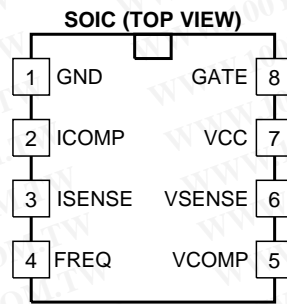 SOIC (TOP VIEW)
1 GND GATE 8
2 ICOMP VCC 7
3 ISENSE VSENSE 6
4 FREQ VCOMP 5